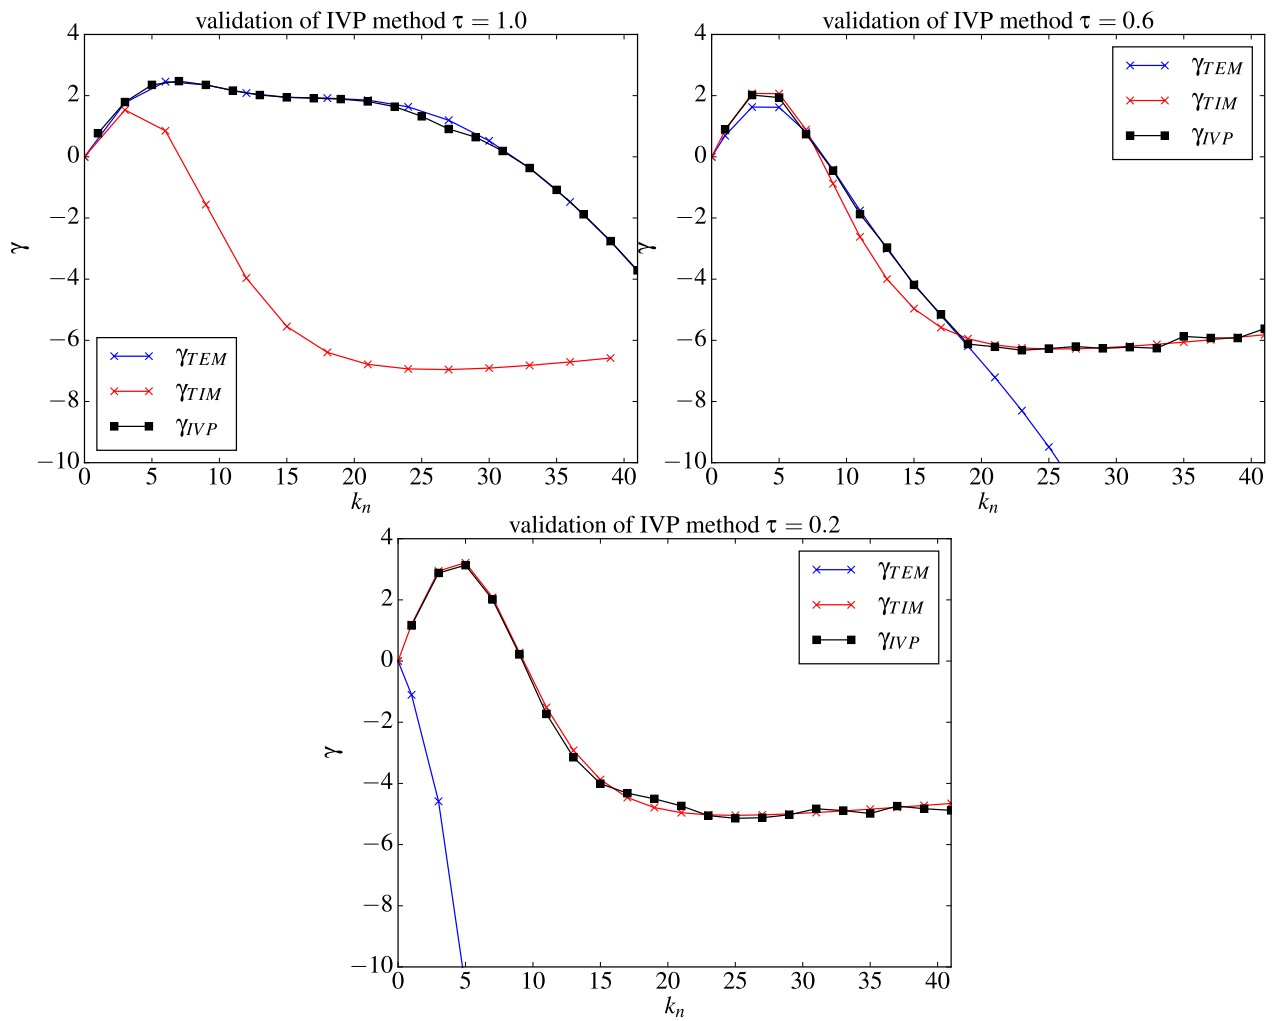 validation of IVP method τ = 1.0
4
2
0
−2
−4
−6
−8
−10
γ
γTEM
γTIM
γIVP
0 5 10 15 20 25 30 35 40
kn
validation of IVP method τ = 0.6
4
2
0
−2
−4
−6
−8
−10
γ
γTEM
γTIM
γIVP
0 5 10 15 20 25 30 35 40
kn
validation of IVP method τ = 0.2
4
2
0
−2
−4
−6
−8
−10
γ
γTEM
γTIM
γIVP
0 5 10 15 20 25 30 35 40
kn